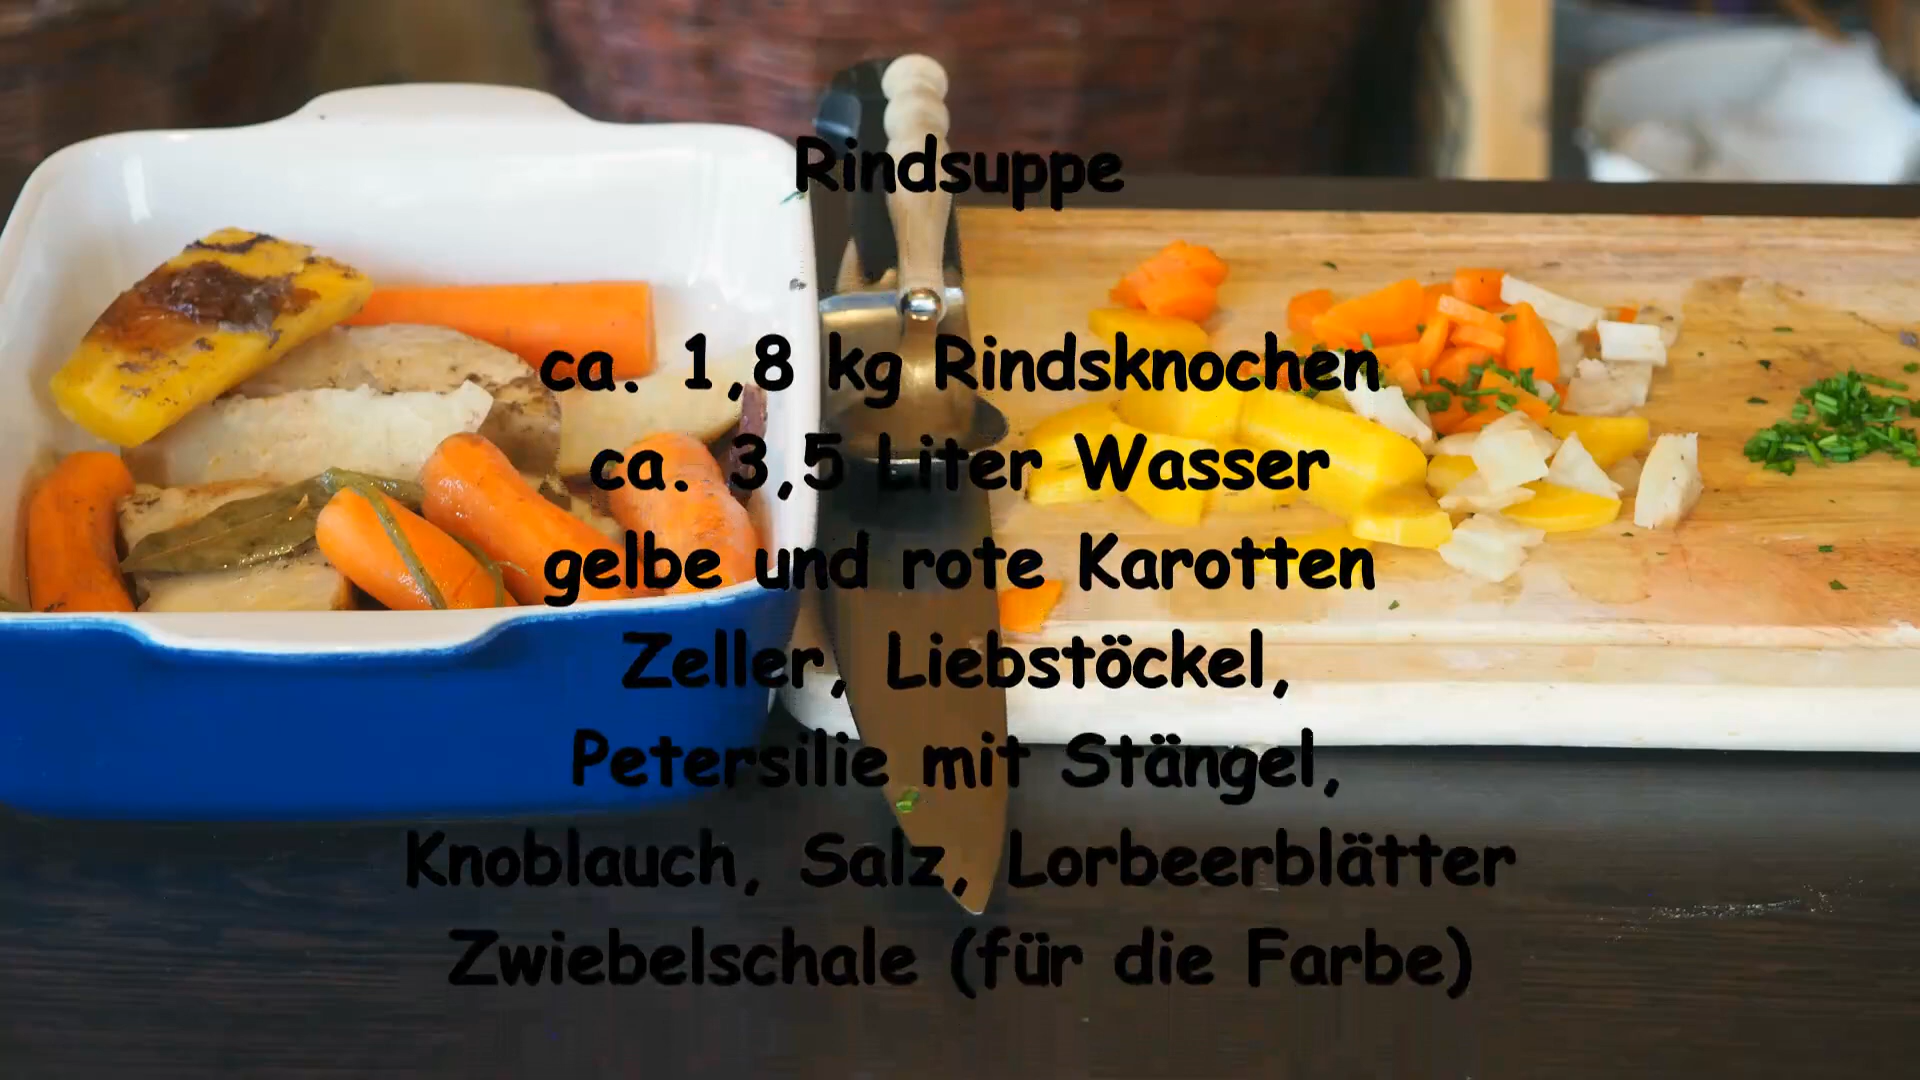 Rindsuppe
ca. 1,8 kg Rindsknochen
ca. 3,5 Liter Wasser
gelbe und rote Karotten
Zeller, Liebstöckel,
Petersilie mit Stängel,
Knoblauch, Salz, Lorbeerblätter
Zwiebelschale (für die Farbe)